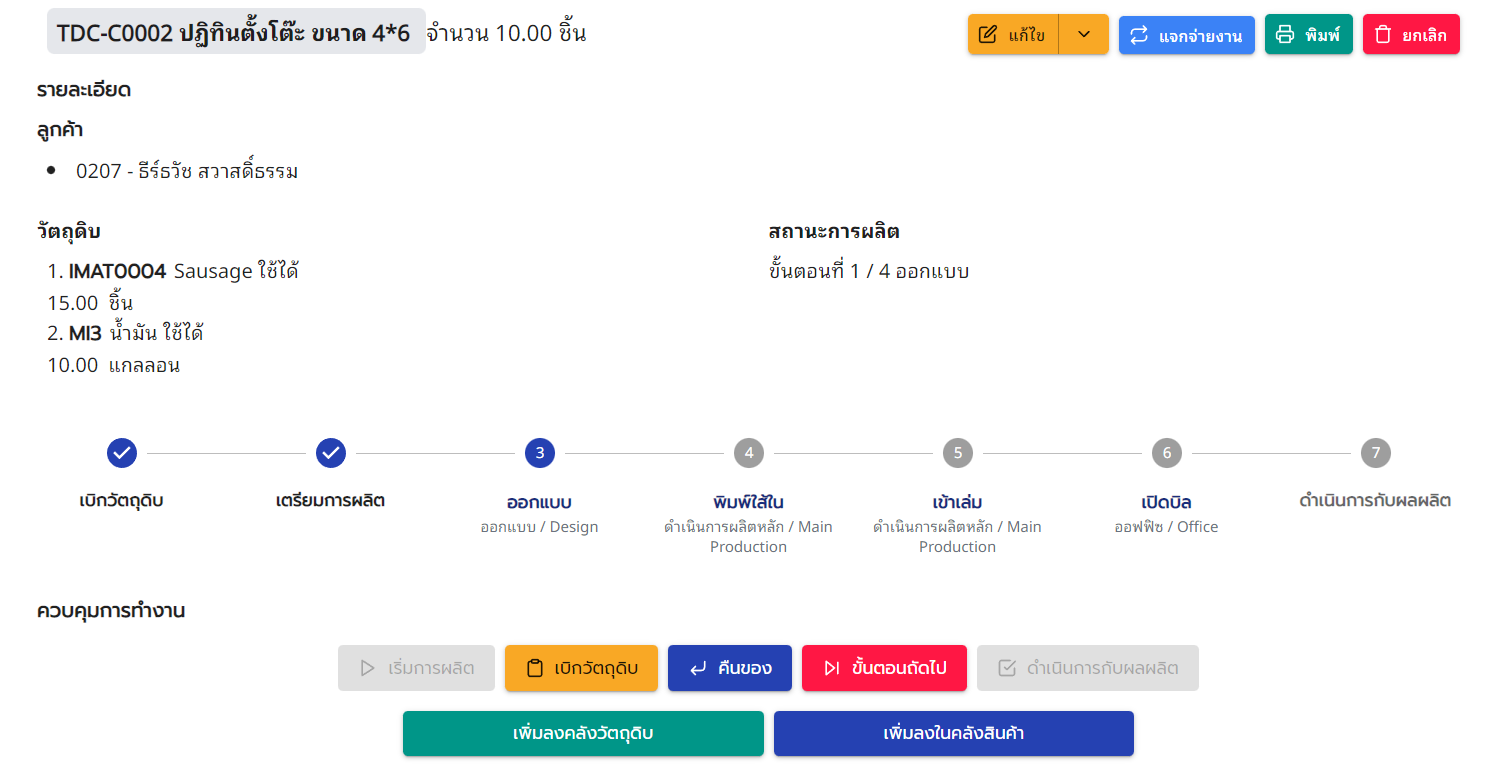 TDC-C0002 ปฏิทินตั้งโต๊ะ ขนาด 4*6 จำนวน 10.00 ชิ้น
แก้ไข
แจกจ่ายงาน
พิมพ์
ยกเลิก
รายละเอียด
ลูกค้า
0207 - ธีร์ธวัช สวาสดิ์ธรรม
วัตถุดิบ
1. IMAT0004 Sausage ใช้ได้
15.00 ชิ้น
2. MI3 น้ำมัน ใช้ได้
10.00 แกลลอน
สถานะการผลิต
ขั้นตอนที่ 1 / 4 ออกแบบ
เบิกวัตถุดิบ
เตรียมการผลิต
3
ออกแบบ
ออกแบบ / Design
4
พิมพ์ใส้ใน
ดำเนินการผลิตหลัก / Main
Production
5
เข้าเล่ม
ดำเนินการผลิตหลัก / Main
Production
6
เปิดบิล
ออฟฟิซ / Office
7
ดำเนินการกับผลผลิต
ควบคุมการทำงาน
เริ่มการผลิต
เบิกวัตถุดิบ
คืนของ
ขั้นตอนถัดไป
ดำเนินการกับผลผลิต
เพิ่มลงคลังวัตถุดิบ
เพิ่มลงในคลังสินค้า